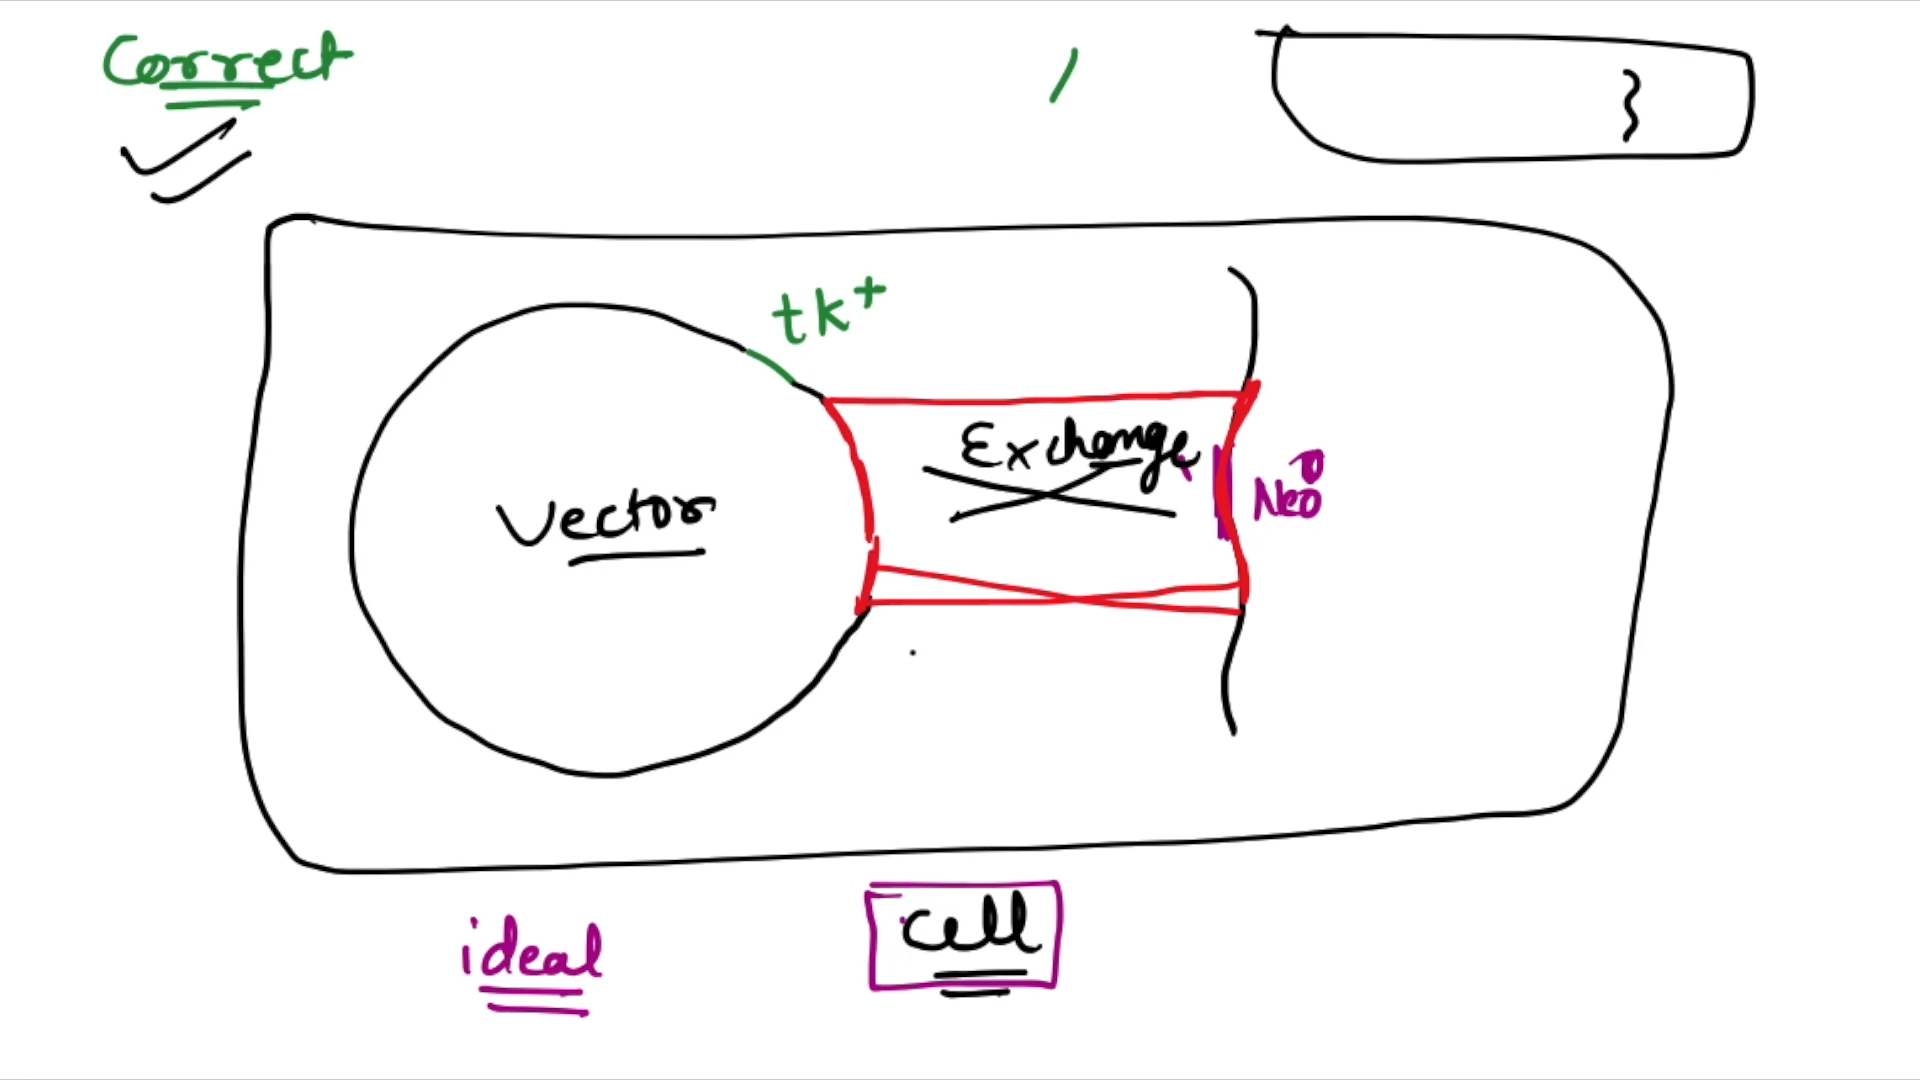 Correct
tk+
Exchange
Vector
Neo
ideal
cell